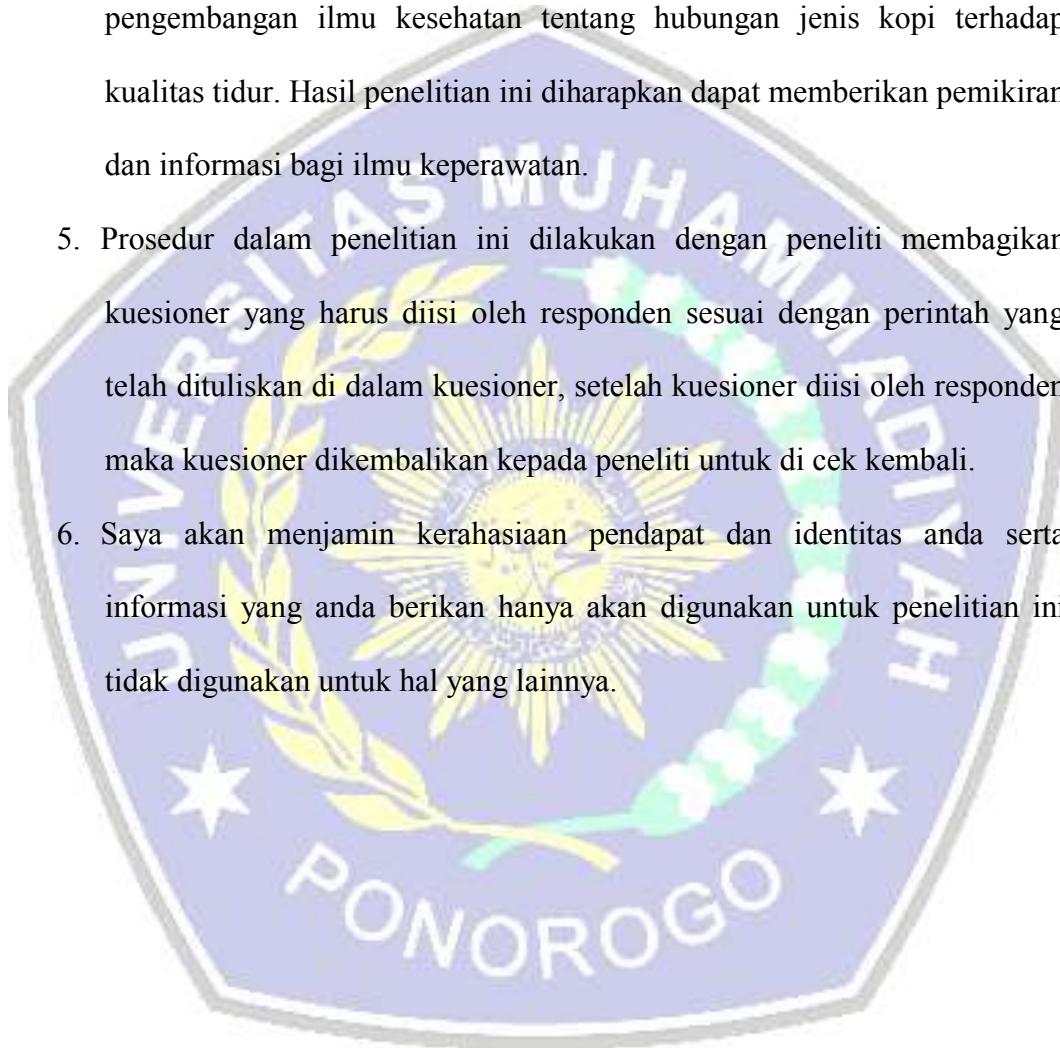 pengembangan ilmu kesehatan tentang hubungan jenis kopi terhadap
kualitas tidur. Hasil penelitian ini diharapkan dapat memberikan pemikiran
dan informasi bagi ilmu keperawatan.
5. Prosedur dalam penelitian ini dilakukan dengan peneliti membagikan
kuesioner yang harus diisi oleh responden sesuai dengan perintah yang
telah dituliskan di dalam kuesioner, setelah kuesioner diisi oleh responden
maka kuesioner dikembalikan kepada peneliti untuk di cek kembali.
6. Saya akan menjamin kerahasiaan pendapat dan identitas anda serta
informasi yang anda berikan hanya akan digunakan untuk penelitian ini
tidak digunakan untuk hal yang lainnya.
UNIVERSITAS MUHAMMADIYAH
PONOROGO